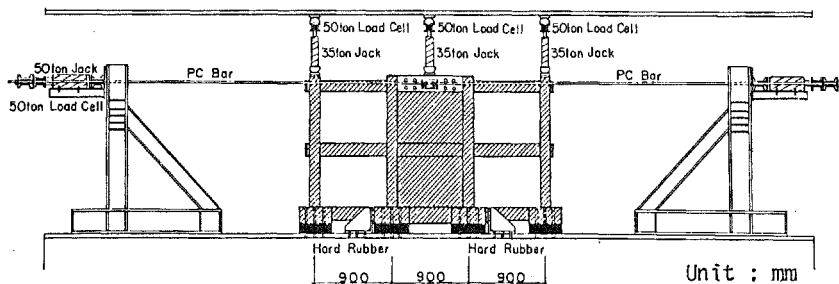 50ton Load Cell 50ton Load Cell 50ton Load Cell
35ton Jack 35ton Jack 35ton Jack
50ton Jack
PC Bar PC Bar
50ton Load Cell
Hard Rubber Hard Rubber
900 900 900
Unit : mm